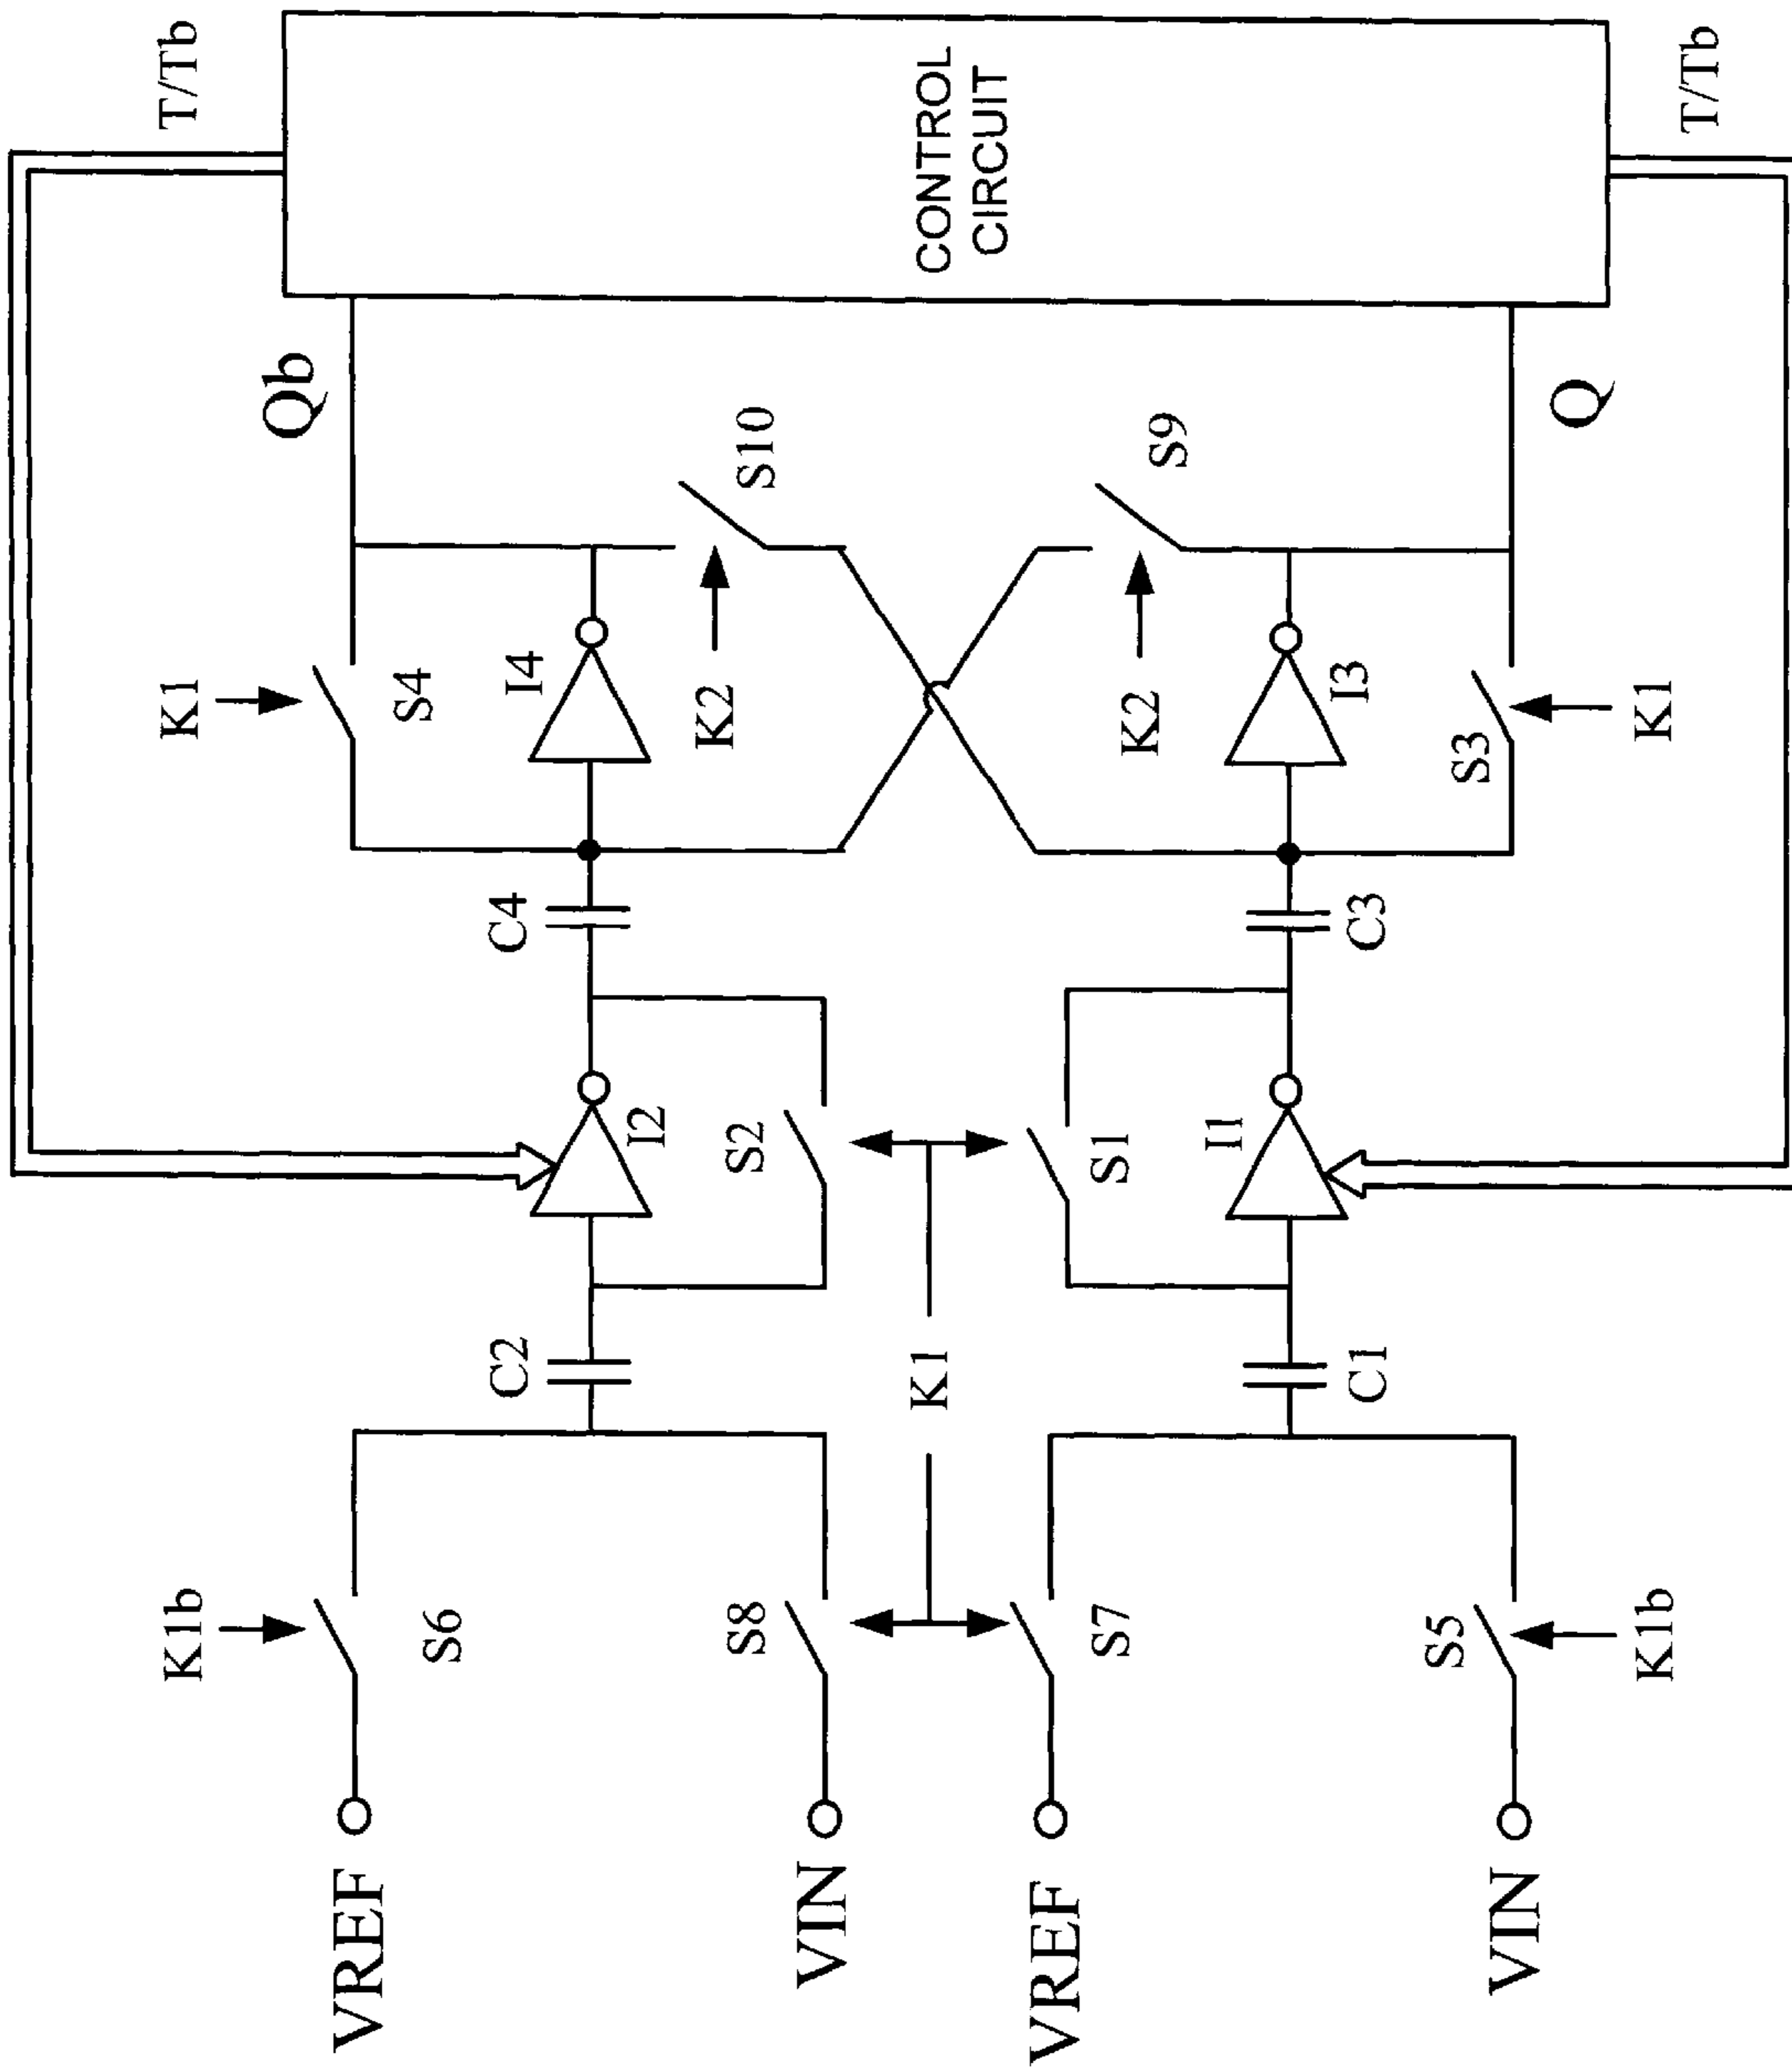 T/Tb
CONTROL
CIRCUIT
T/Tb
Qb
Q
K1
S4
I4
S10
K2
K2
S9
I3
S3
K1
C4
C3
I2
S2
S1
I1
C2
K1
C1
K1b
S6
S8
S7
S5
K1b
VREF
VIN
VREF
VIN